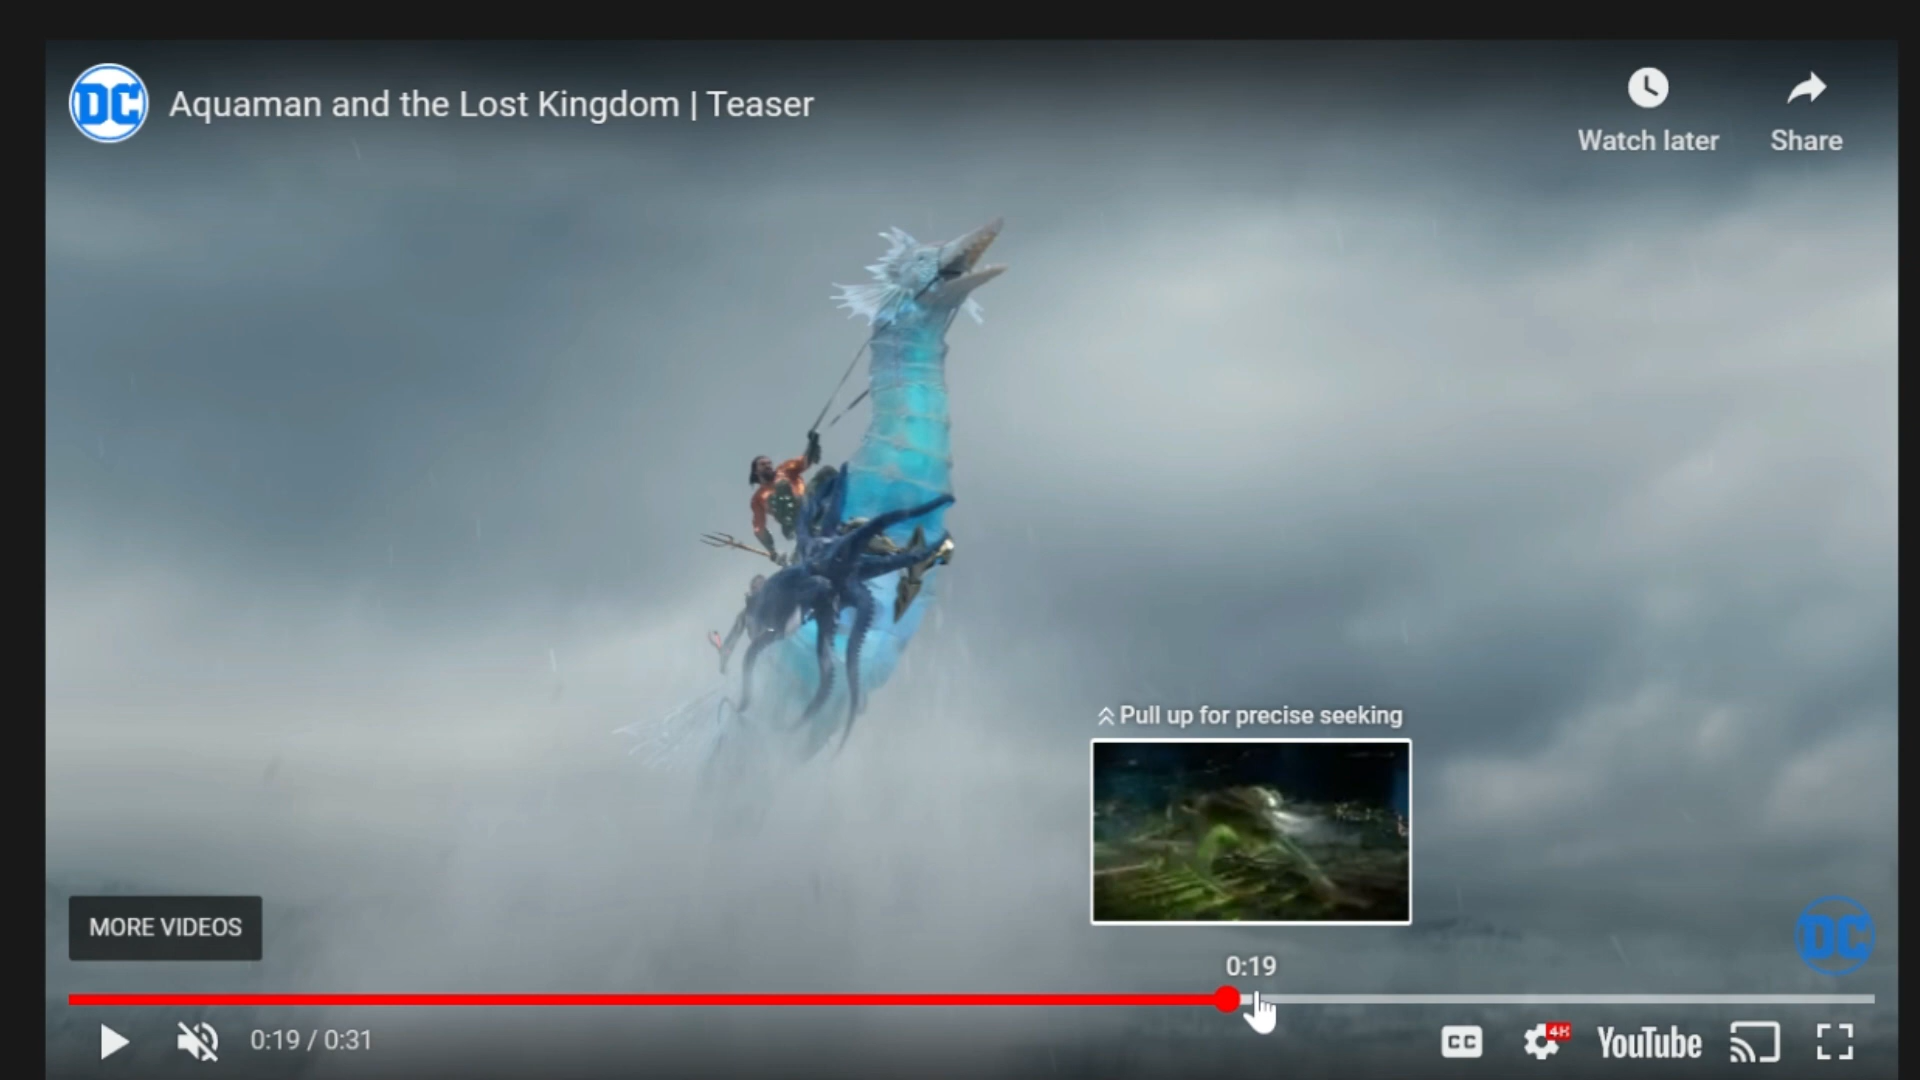 DC
Aquaman and the Lost Kingdom | Teaser
Watch later
Share
Pull up for precise seeking
MORE VIDEOS
DC
0:19
0:19 / 0:31
CC
4K
YouTube